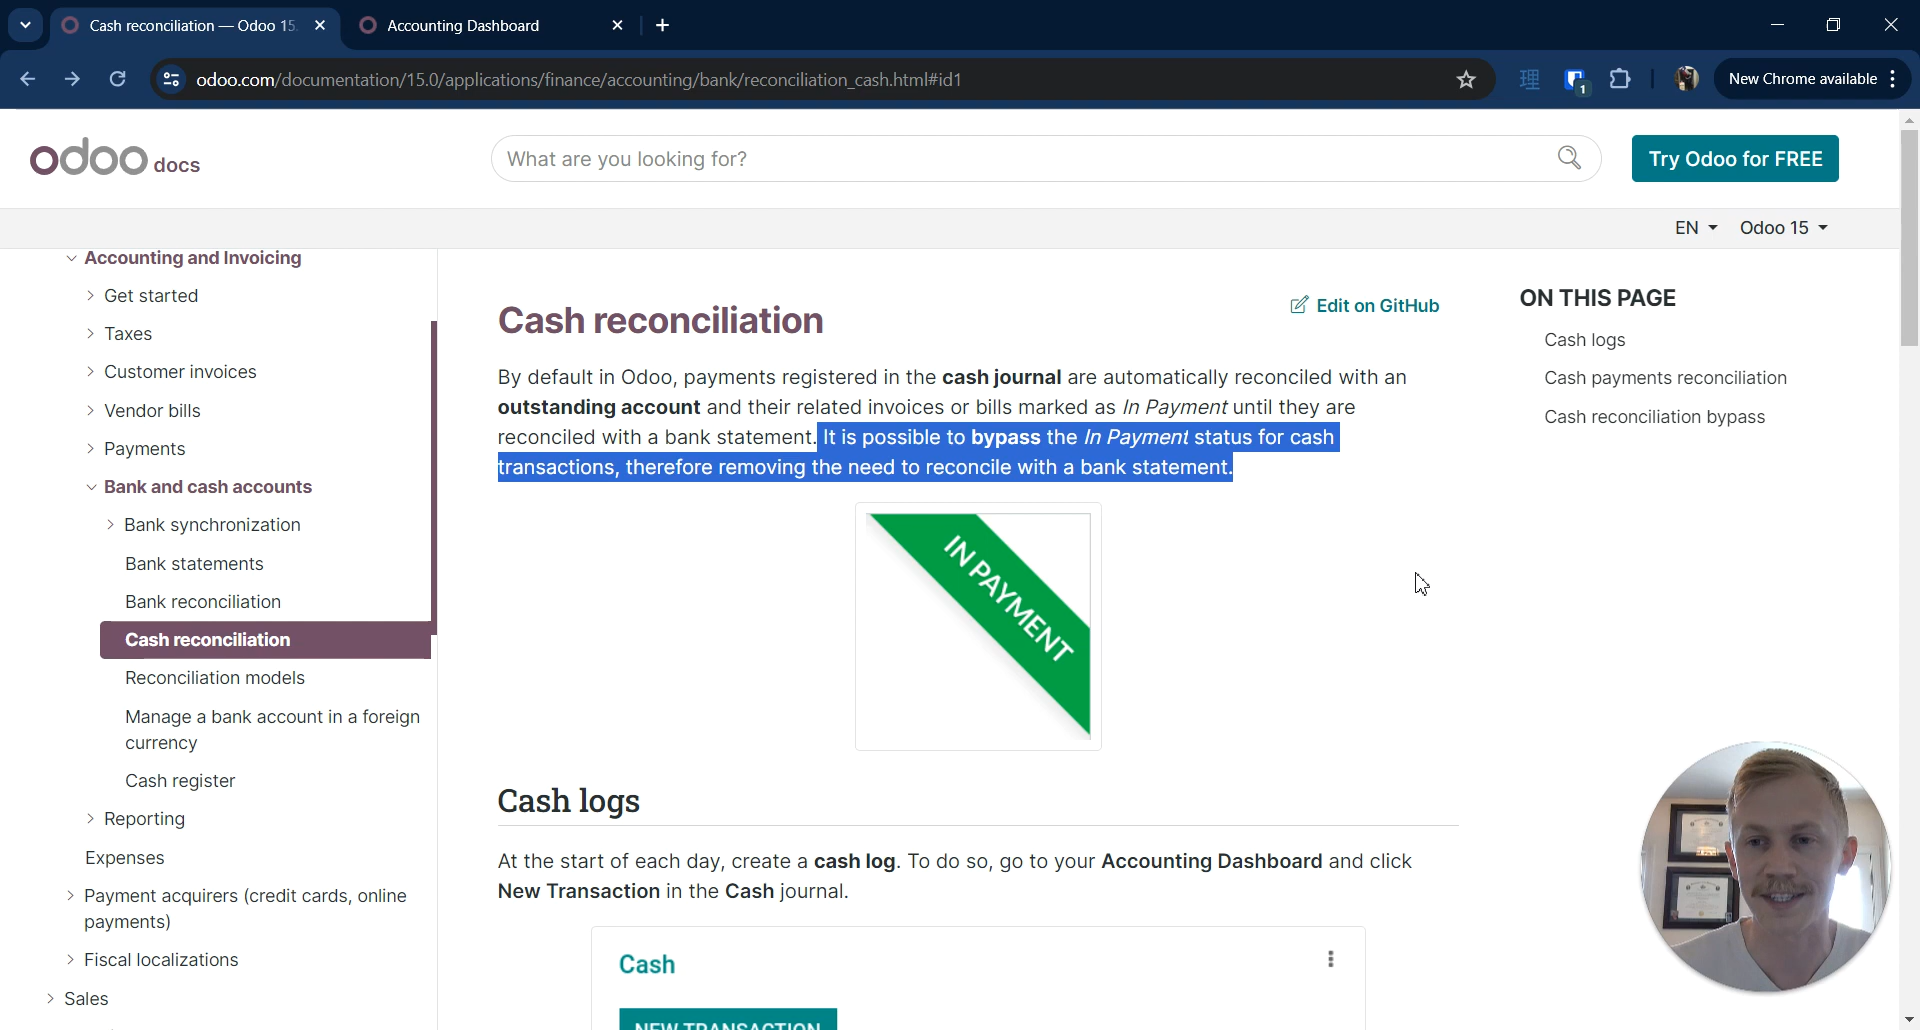 Cash reconciliation — Odoo 15.
Accounting Dashboard
odoo.com/documentation/15.0/applications/finance/accounting/bank/reconciliation_cash.html#id1
理
1
New Chrome available
odoo docs
What are you looking for?
Try Odoo for FREE
EN
Odoo 15
Accounting and Invoicing
Get started
Taxes
Customer invoices
Vendor bills
Payments
Bank and cash accounts
Bank synchronization
Bank statements
Bank reconciliation
Cash reconciliation
Reconciliation models
Manage a bank account in a foreign
currency
Cash register
Reporting
Expenses
Payment acquirers (credit cards, online
payments)
Fiscal localizations
Sales
Cash reconciliation
Edit on GitHub
By default in Odoo, payments registered in the cash journal are automatically reconciled with an
outstanding account and their related invoices or bills marked as In Payment until they are
reconciled with a bank statement. It is possible to bypass the In Payment status for cash
transactions, therefore removing the need to reconcile with a bank statement.
IN PAYMENT
Cash logs
At the start of each day, create a cash log. To do so, go to your Accounting Dashboard and click
New Transaction in the Cash journal.
Cash
NEW TRANSACTION
ON THIS PAGE
Cash logs
Cash payments reconciliation
Cash reconciliation bypass